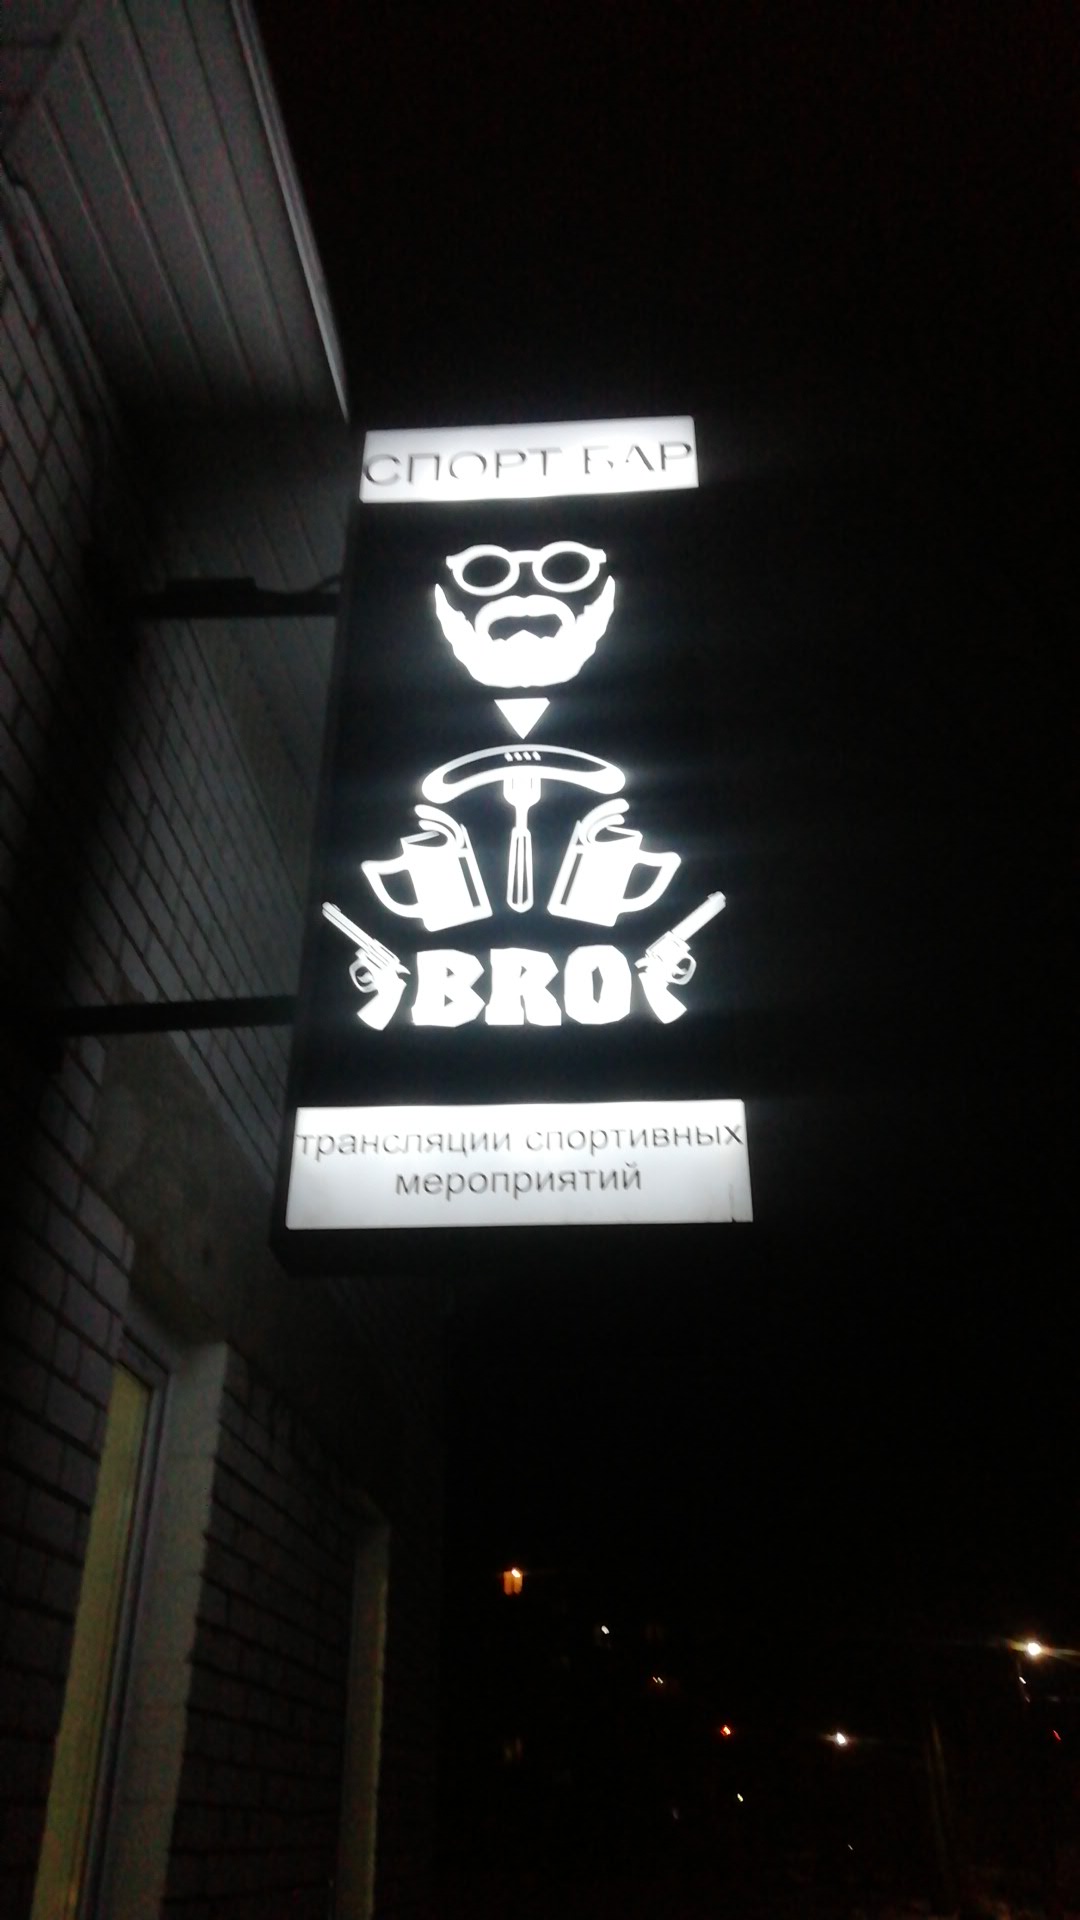 СПОРТ БАР
BRO
трансляции спортивных
мероприятий